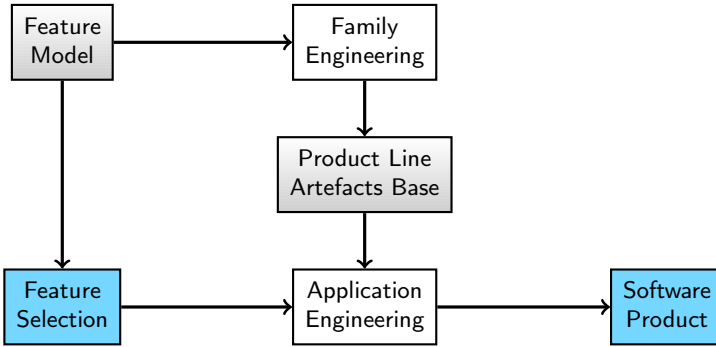 Feature
Model
Family
Engineering
Product Line
Artefacts Base
Feature
Selection
Application
Engineering
Software
Product